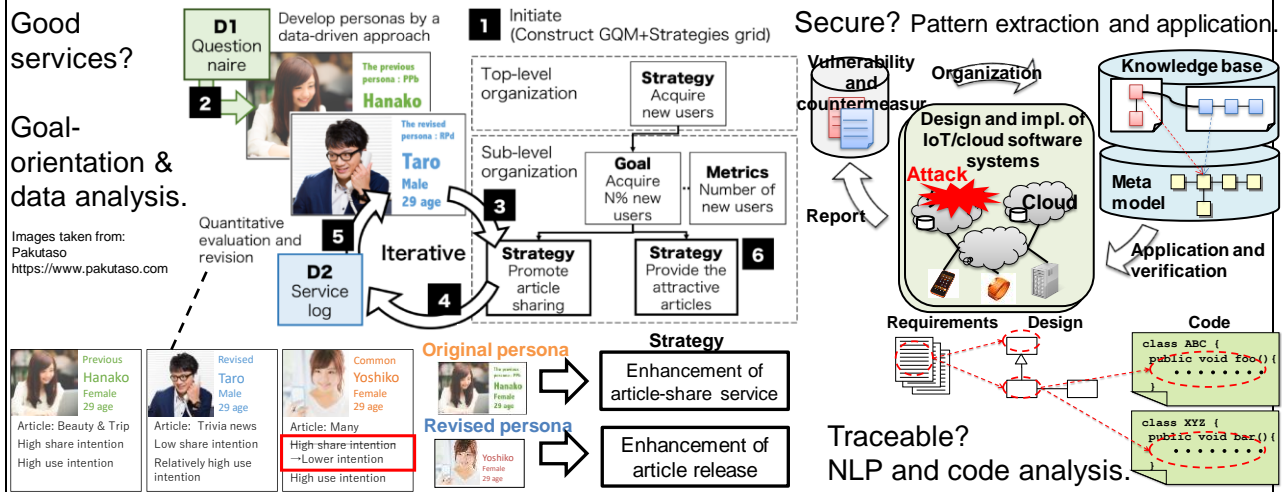 Good
services?
Goal-
orientation &
data analysis.
Images taken from:
Pakutaso
https://www.pakutaso.com
D1
Question
naire
2
Develop personas by a
data-driven approach
The previous
persona : PPb
Hanako
The revised
persona : RPd
Taro
Male
29 age
1
Initiate
(Construct GQM+Strategies grid)
Top-level
organization
Strategy
Acquire
new users
Sub-level
organization
Goal
Acquire
N% new
users
Metrics
Number of
new users
3
Strategy
Promote
article
sharing
Strategy
Provide the
attractive
articles
6
Iterative
4
5
D2
Service
log
Quantitative
evaluation and
revision
Previous
Hanako
Female
29 age
Article: Beauty & Trip
High share intention
High use intention
Revised
Taro
Male
29 age
Article: Trivia news
Low share intention
Relatively high use
intention
Common
Yoshiko
Female
29 age
Article: Many
High share intention
→Lower intention
High use intention
Original persona
The previous
persona : PPb
Hanako
Female
29 age
Revised persona
Yoshiko
Female
29 age
Strategy
Enhancement of
article-share service
Enhancement of
article release
Secure? Pattern extraction and application.
Vulnerability
and
countermeasur
Organization
Knowledge base
Meta
model
Design and impl. of
IoT/cloud software
systems
Attack
Cloud
Report
Application and
verification
Requirements
Design
Code
class ABC {
public void foo(){
}
class XYZ {
public void bar(){
}
Traceable?
NLP and code analysis.